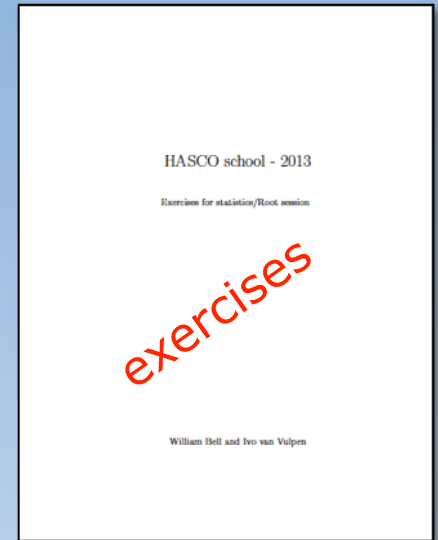 HASCO school - 2013
Exercises for statistics/Root session
exercises
William Bell and Ivo van Vulpen